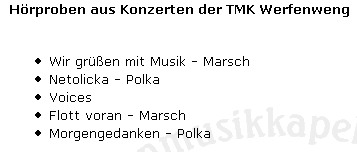 Hörproben aus Konzerten der TMK Werfenweng
Wir grüßen mit Musik – Marsch
Netolicka – Polka
Voices
Flott voran – Marsch
Morgengedanken – Polka